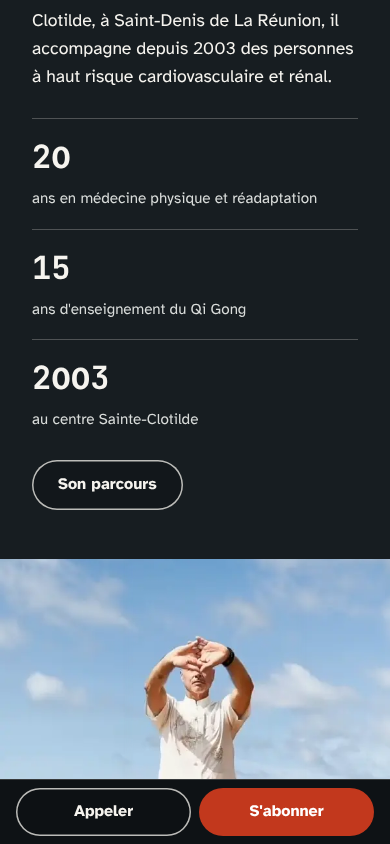 Clotilde, à Saint-Denis de La Réunion, il
accompagne depuis 2003 des personnes
à haut risque cardiovasculaire et rénal.
20
ans en médecine physique et réadaptation
15
ans d'enseignement du Qi Gong
2003
au centre Sainte-Clotilde
Son parcours
Appeler
S'abonner